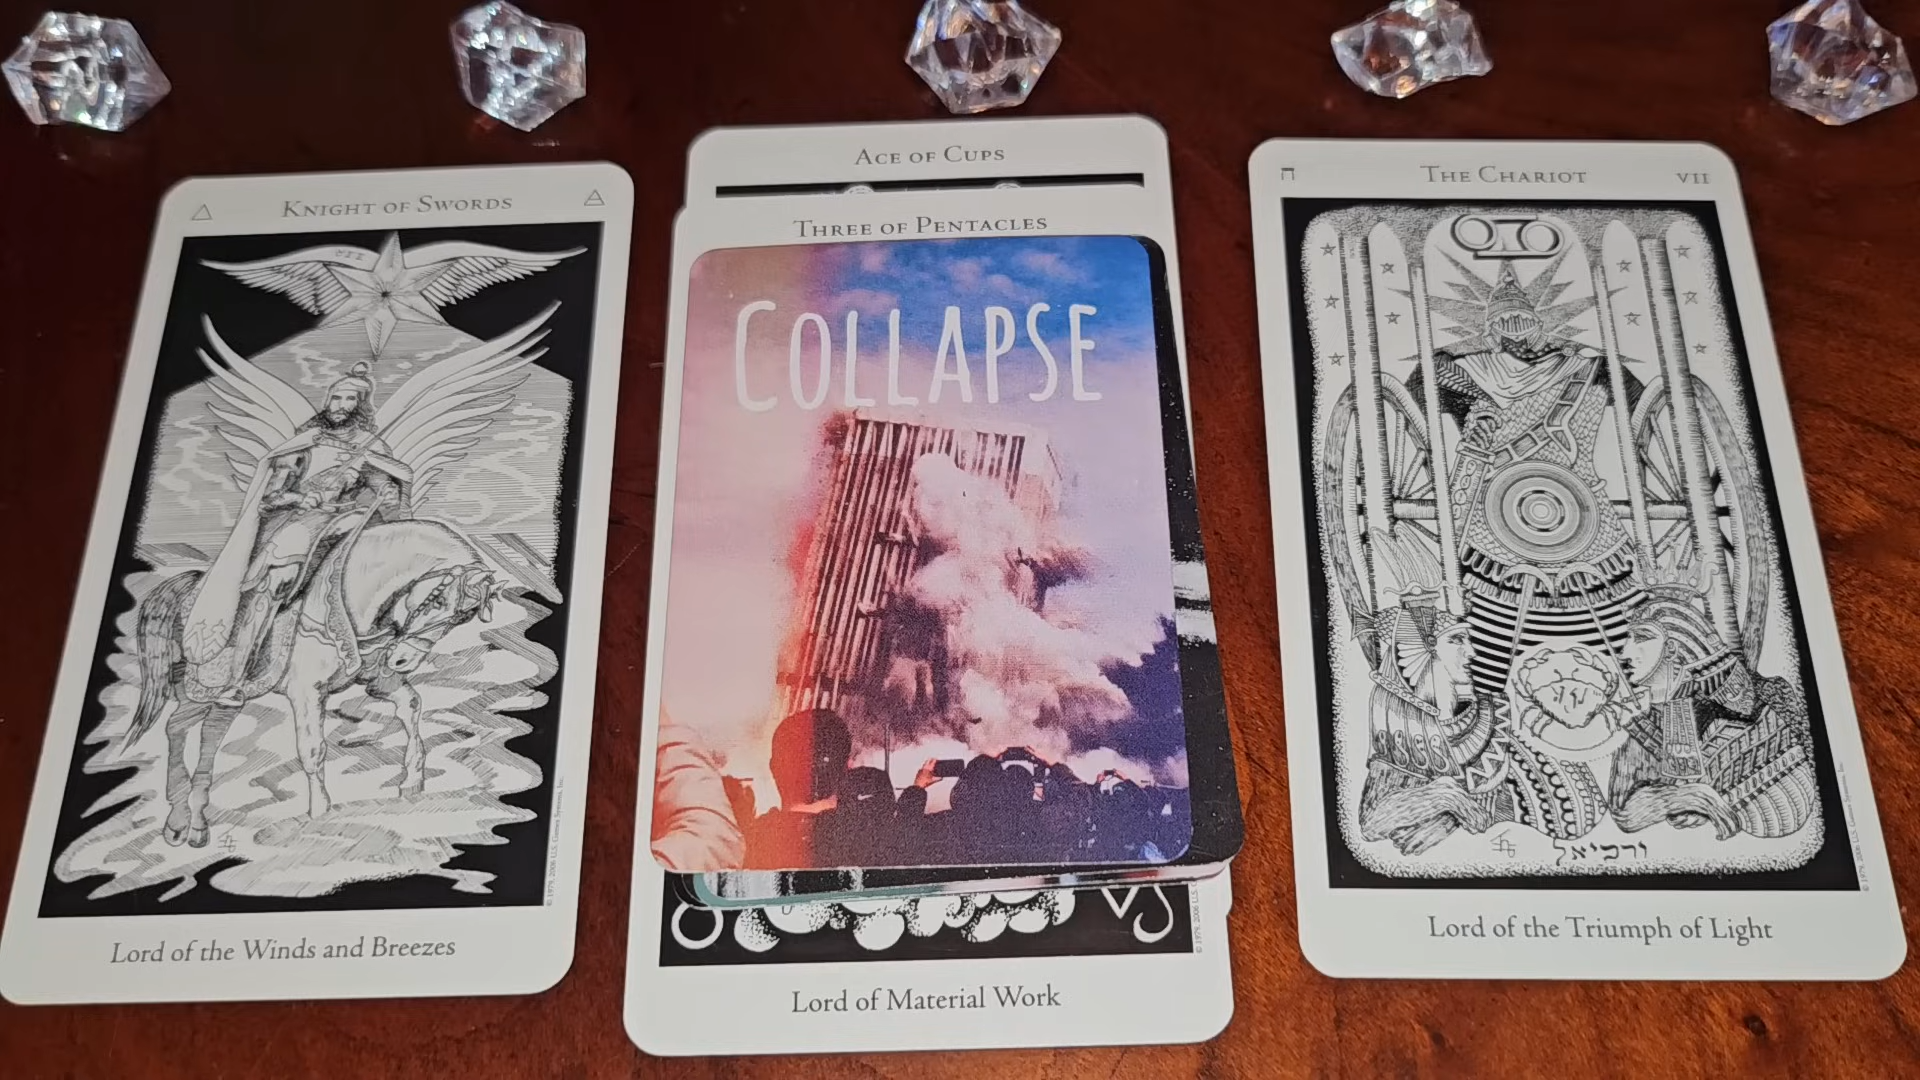 KNIGHT OF SWORDS
Lord of the Winds and Breezes
ACE OF CUPS
THREE OF PENTACLES
COLLAPSE
Lord of Material Work
THE CHARIOT
VII
ורכיאל
Lord of the Triumph of Light